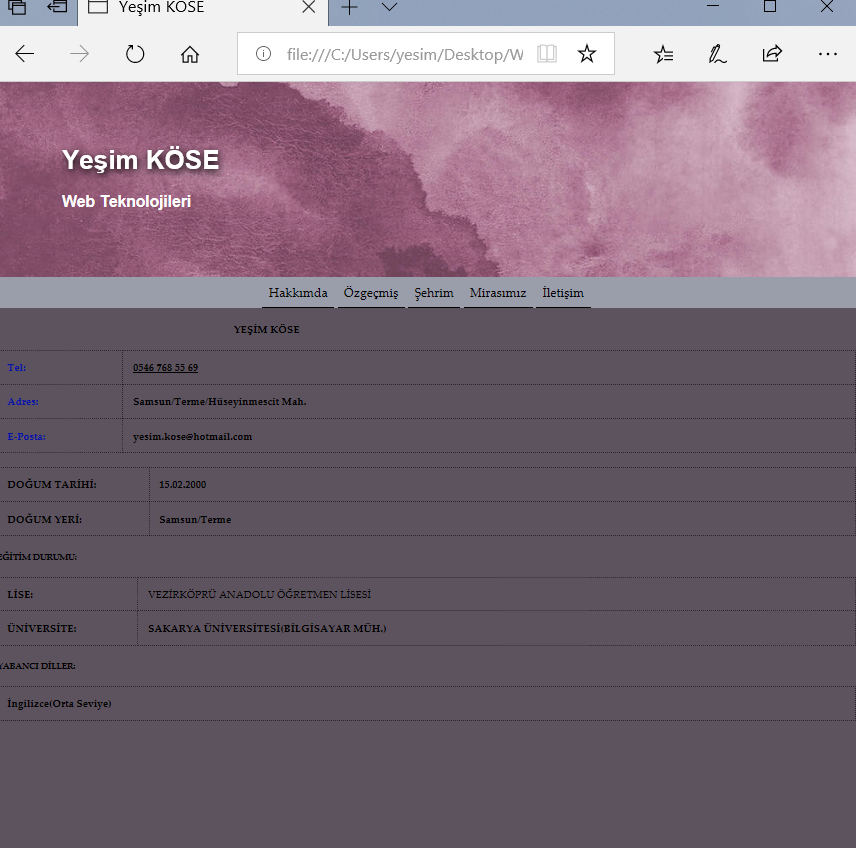 Yeşim KÖSE
file:///C:/Users/yesim/Desktop/W
Yeşim KÖSE
Web Teknolojileri
Hakkımda Özgeçmiş Şehrim Mirasımız İletişim
YEŞİM KÖSE
Tel: 0546 768 55 69
Adres: Samsun/Terme/Hüseyinmescit Mah.
E-Posta: yesim.kose@hotmail.com
DOĞUM TARİHİ: 15.02.2000
DOĞUM YERİ: Samsun/Terme
EĞİTİM DURUMU:
LİSE: VEZİRKÖPRÜ ANADOLU ÖĞRETMEN LİSESİ
ÜNİVERSİTE: SAKARYA ÜNİVERSİTESİ(BİLGİSAYAR MÜH.)
YABANCI DİLLER:
İngilizce(Orta Seviye)